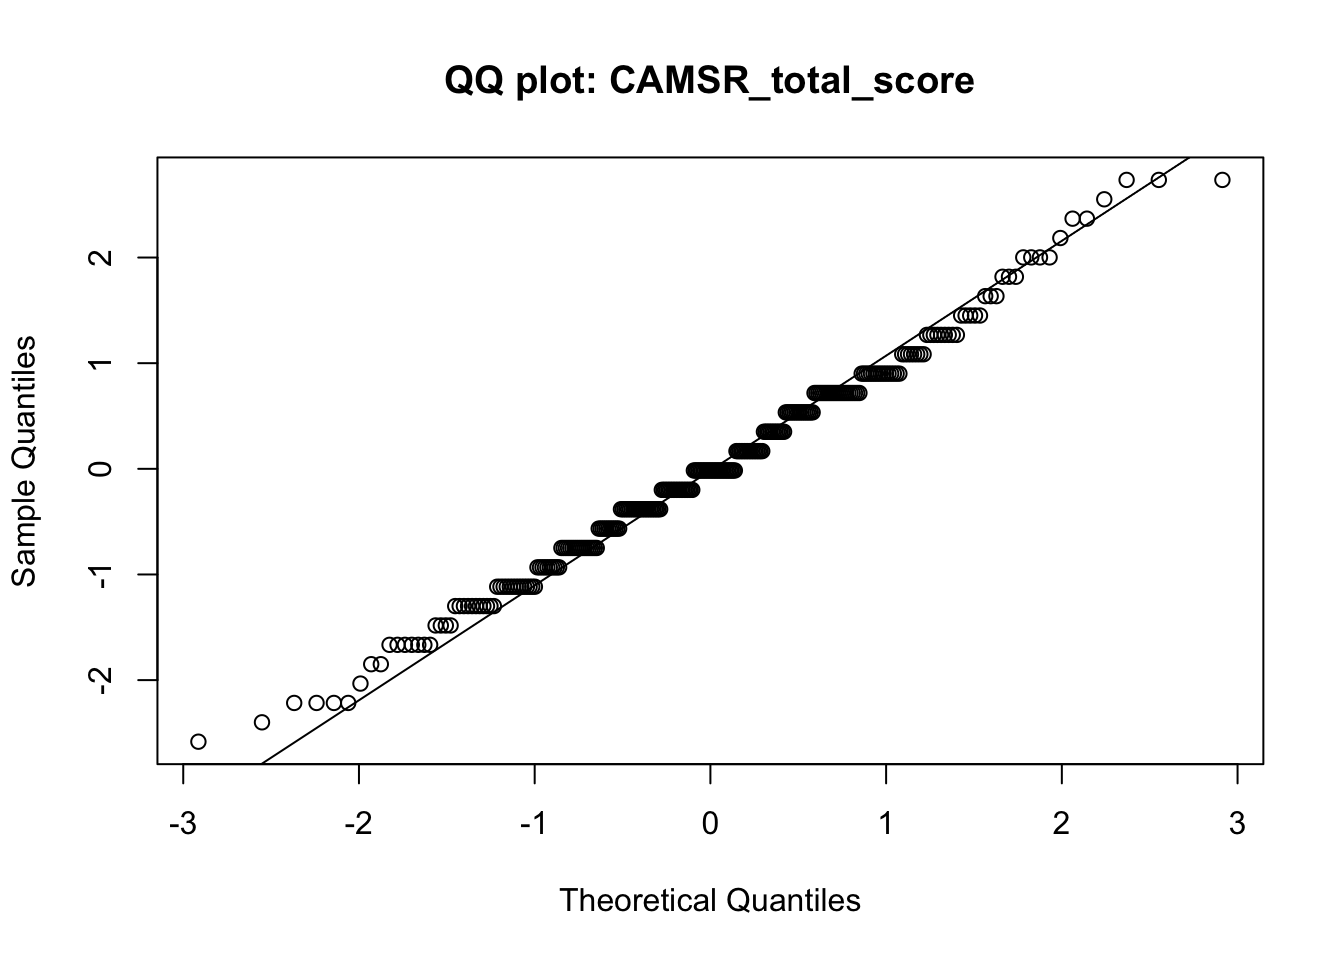 QQ plot: CAMSR_total_score
Sample Quantiles
2
1
0
-1
-2
-3 -2 -1 0 1 2 3
Theoretical Quantiles